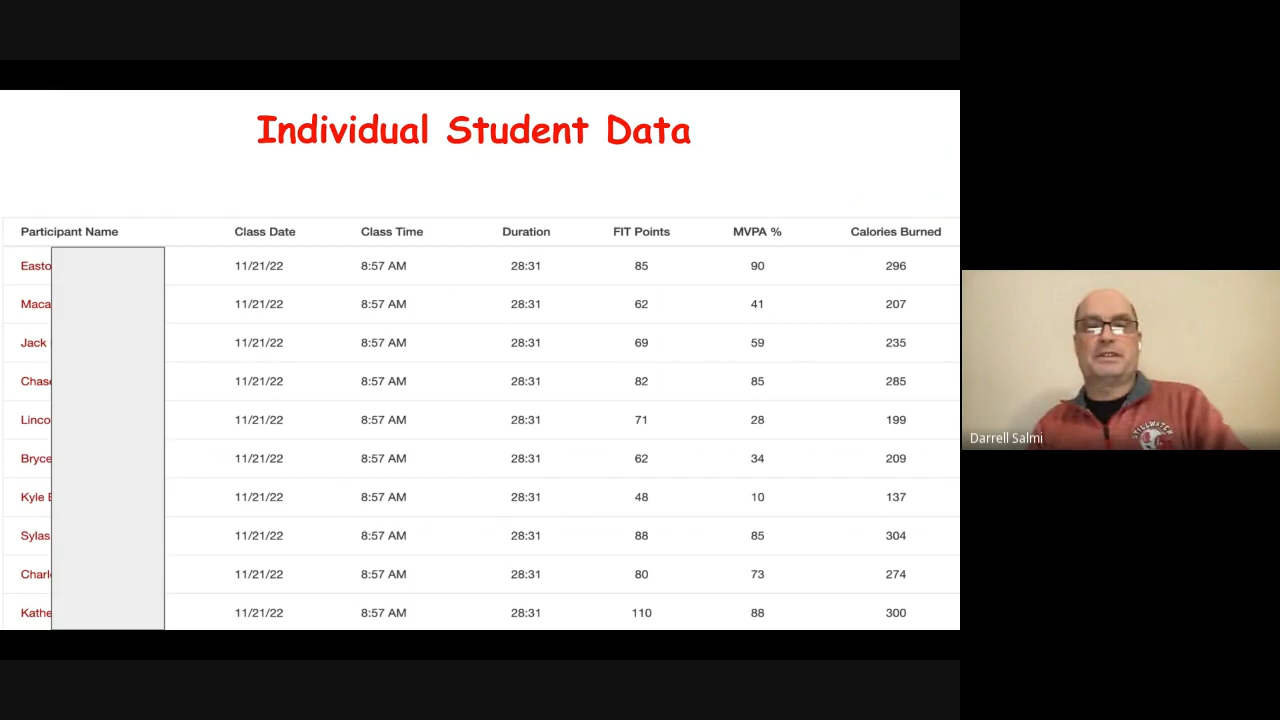 Individual Student Data
Participant Name Class Date Class Time Duration FIT Points MVPA % Calories Burned
Easto 11/21/22 8:57 AM 28:31 85 90 296
Maca 11/21/22 8:57 AM 28:31 62 41 207
Jack 11/21/22 8:57 AM 28:31 69 59 235
Chase 11/21/22 8:57 AM 28:31 82 85 285
Linco 11/21/22 8:57 AM 28:31 71 28 199
Bryce 11/21/22 8:57 AM 28:31 62 34 209
Kyle 11/21/22 8:57 AM 28:31 48 10 137
Sylas 11/21/22 8:57 AM 28:31 88 85 304
Charl 11/21/22 8:57 AM 28:31 80 73 274
Kathe 11/21/22 8:57 AM 28:31 110 88 300
STILLWATER
Darrell Salmi